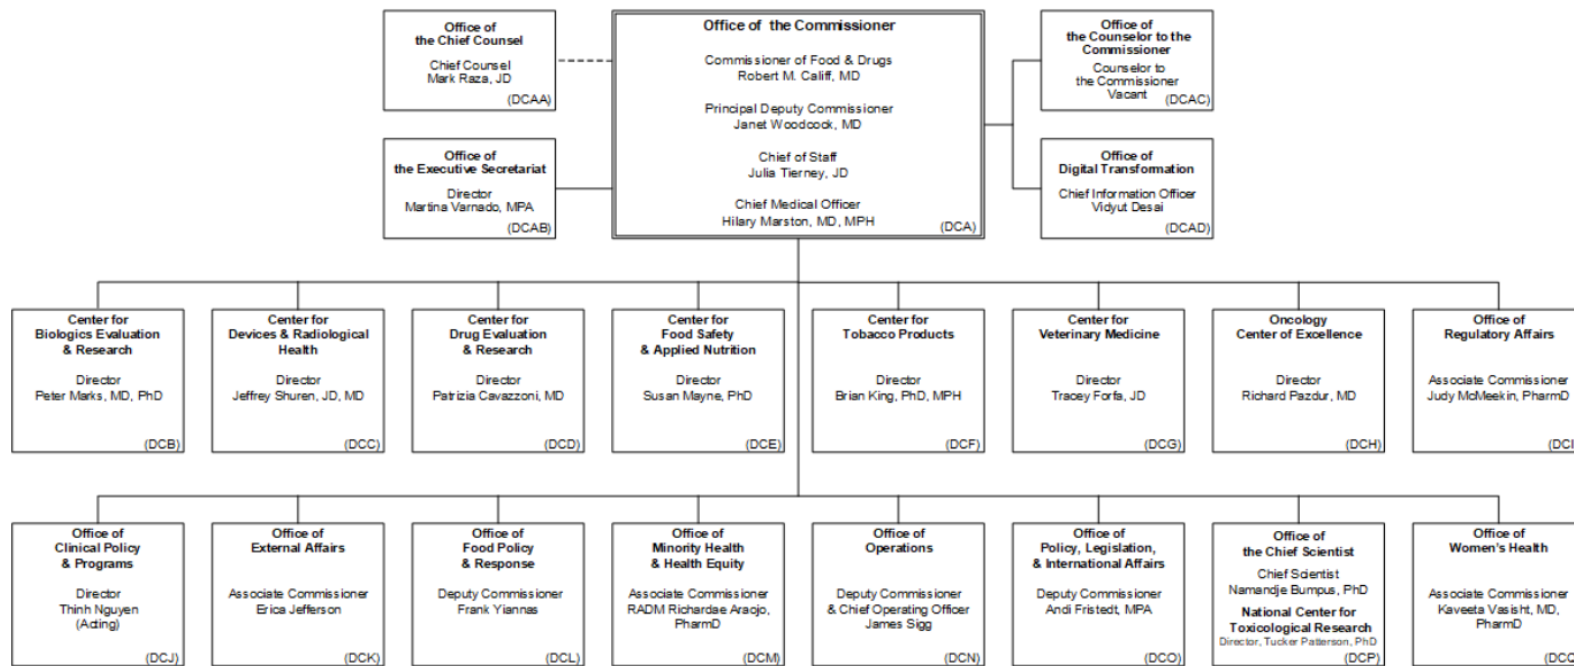 Office of
the Chief Counsel
Chief Counsel
Mark Raza, JD
(DCAA)
Office of the Commissioner
Commissioner of Food & Drugs
Robert M. Califf, MD
Principal Deputy Commissioner
Janet Woodcock, MD
Chief of Staff
Julia Tierney, JD
Chief Medical Officer
Hilary Marston, MD, MPH
(DCA)
Office of
the Counselor to the
Commissioner
Counselor to
the Commissioner
Vacant
(DCAC)
Office of
the Executive Secretariat
Director
Martina Varnado, MPA
(DCAB)
Office of
Digital Transformation
Chief Information Officer
Vidyut Desai
(DCAD)
Center for
Biologics Evaluation
& Research
Director
Peter Marks, MD, PhD
(DCB)
Center for
Devices & Radiological
Health
Director
Jeffrey Shuren, JD, MD
(DCC)
Center for
Drug Evaluation
& Research
Director
Patrizia Cavazzoni, MD
(DCD)
Center for
Food Safety
& Applied Nutrition
Director
Susan Mayne, PhD
(DCE)
Center for
Tobacco Products
Director
Brian King, PhD, MPH
(DCF)
Center for
Veterinary Medicine
Director
Tracey Forfa, JD
(DCG)
Oncology
Center of Excellence
Director
Richard Pazdur, MD
(DCH)
Office of
Regulatory Affairs
Associate Commissioner
Judy McMeekin, PharmD
(DCI
Office of
Clinical Policy
& Programs
Director
Thinh Nguyen
(Acting)
(DCJ)
Office of
External Affairs
Associate Commissioner
Erica Jefferson
(DCK)
Office of
Food Policy
& Response
Deputy Commissioner
Frank Yiannas
(DCL)
Office of
Minority Health
& Health Equity
Associate Commissioner
RADM Richardae Araojo,
PharmD
(DCM)
Office of
Operations
Deputy Commissioner
& Chief Operating Officer
James Sigg
(DCN)
Office of
Policy, Legislation,
& International Affairs
Deputy Commissioner
Andi Fristedt, MPA
(DCO)
Office of
the Chief Scientist
Chief Scientist
Namandje Bumpus, PhD
National Center for
Toxicological Research
Director, Tucker Patterson, PhD
(DCP)
Office of
Women's Health
Associate Commissioner
Kaveeta Vasisht, MD,
PharmD
(DCQ